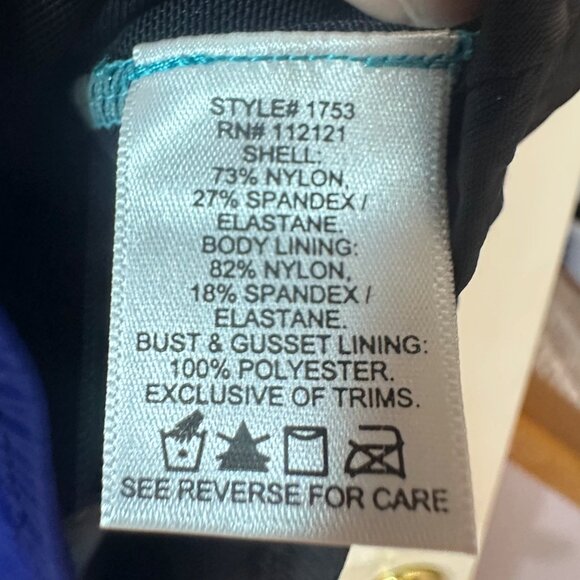 STYLE# 1753
RN# 112121
SHELL:
73% NYLON,
27% SPANDEX /
ELASTANE.
BODY LINING:
82% NYLON,
18% SPANDEX /
ELASTANE.
BUST & GUSSET LINING:
100% POLYESTER.
EXCLUSIVE OF TRIMS.
SEE REVERSE FOR CARE